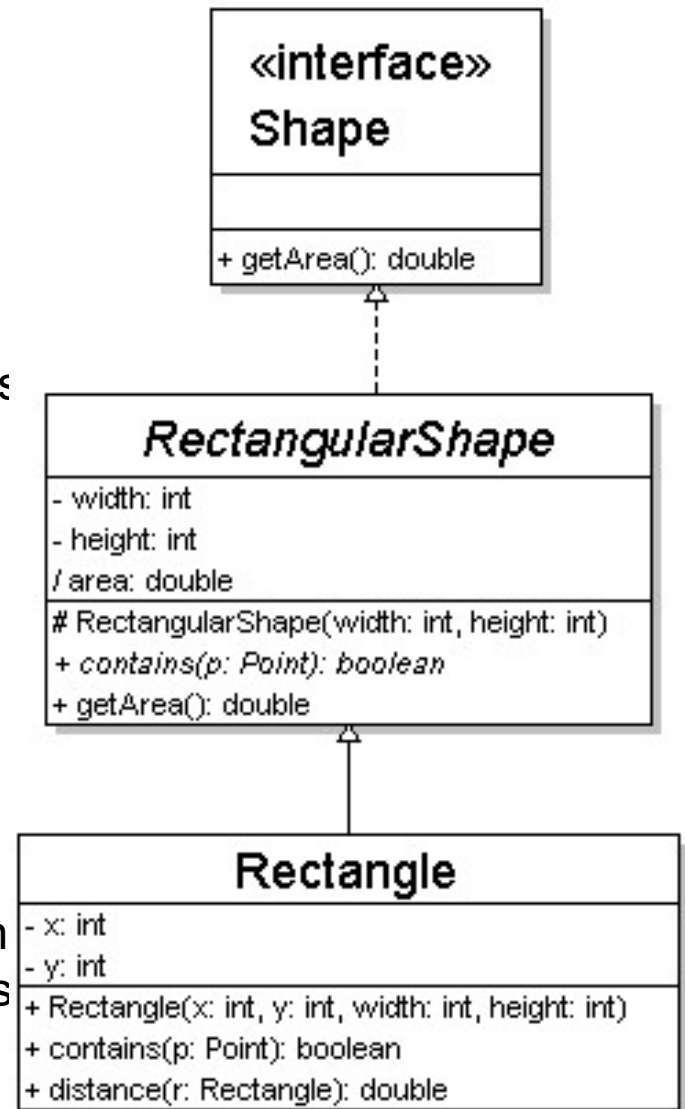 «interface»
Shape
+ getArea(): double
s
RectangularShape
- width: int
- height: int
/ area: double
# RectangularShape(width: int, height: int)
+ contains(p: Point): boolean
+ getArea(): double
Rectangle
- x: int
- y: int
s
+ Rectangle(x: int, y: int, width: int, height: int)
+ contains(p: Point): boolean
+ distance(r: Rectangle): double